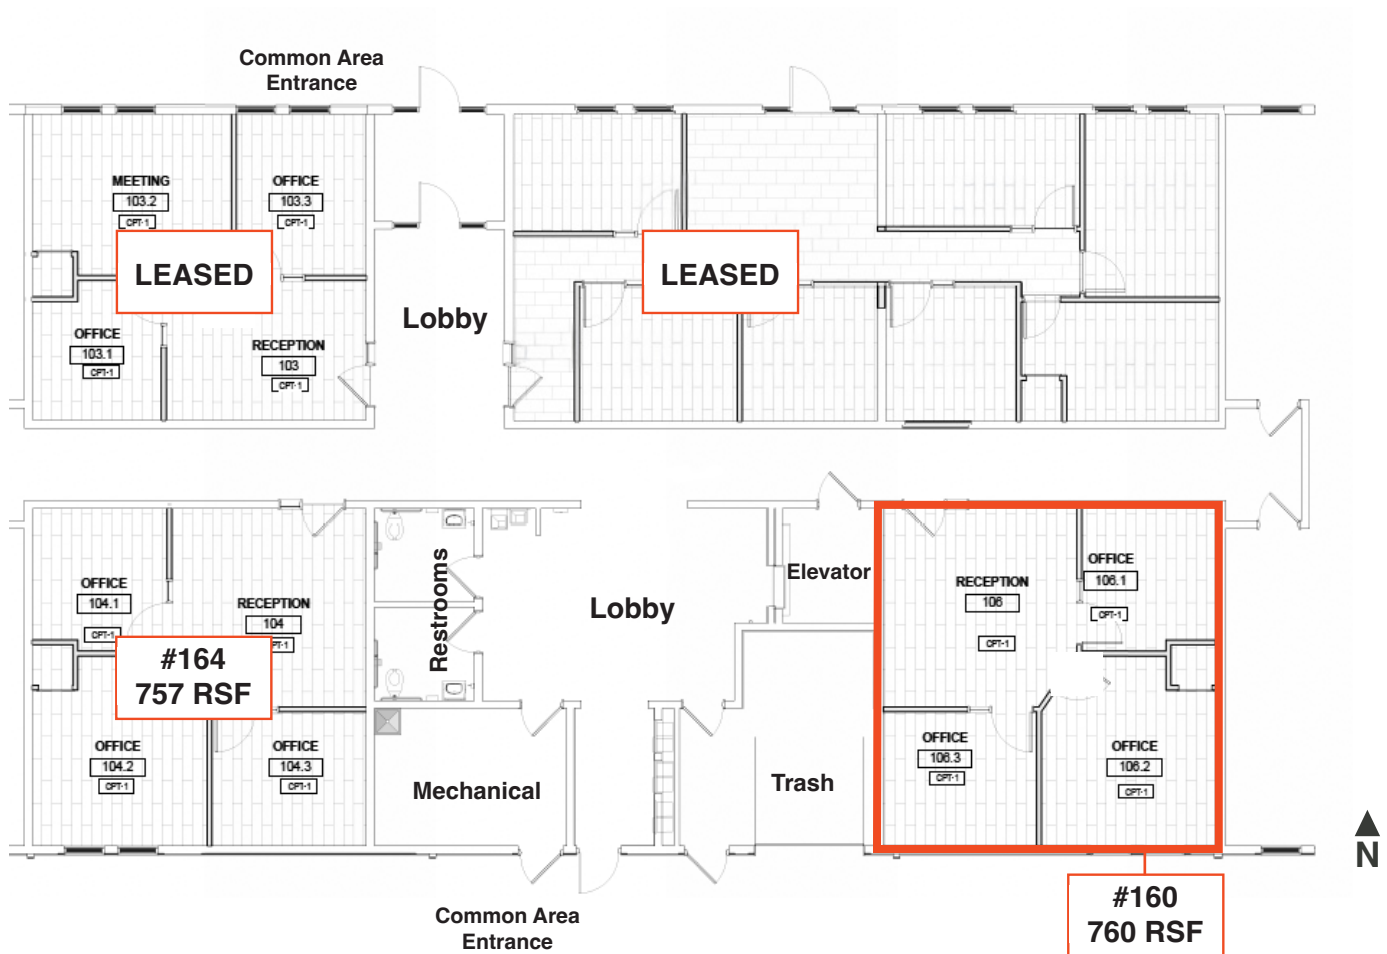 Common Area
Entrance
MEETING
103.2
CPT-1
OFFICE
103.3
CPT-1
LEASED
LEASED
Lobby
OFFICE
103.1
CPT-1
RECEPTION
103
CPT-1
OFFICE
104.1
CPT-1
RECEPTION
104
PT-1
#164
757 RSF
OFFICE
104.2
CPT-1
OFFICE
104.3
CPT-1
Restrooms
Lobby
Elevator
Mechanical
Trash
RECEPTION
106
CPT-1
OFFICE
106.1
CPT-1
OFFICE
106.3
CPT-1
OFFICE
106.2
CPT-1
N
Common Area
Entrance
#160
760 RSF